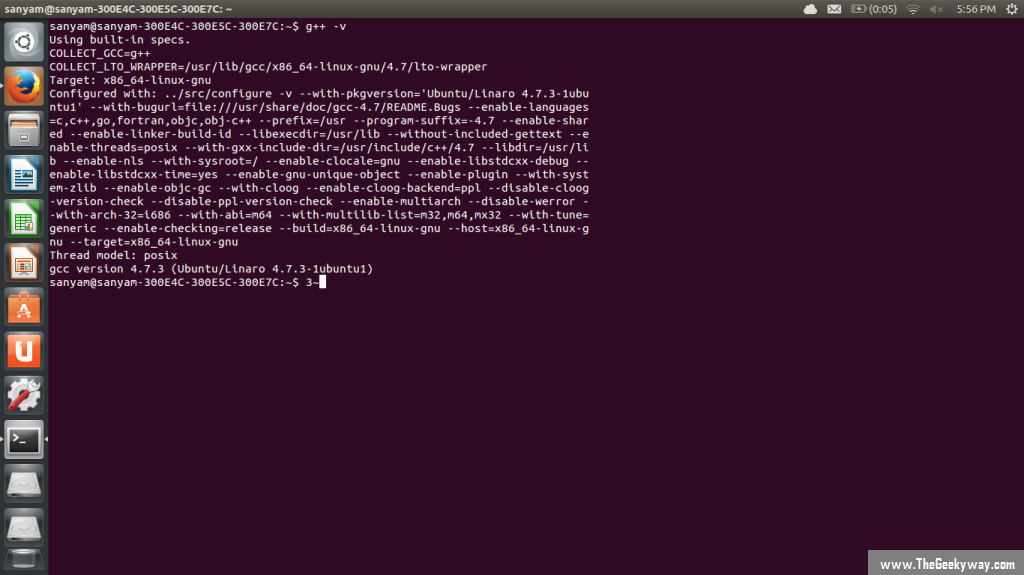 sanyam@sanyam-300E4C-300E5C-300E7C: ~
(0:05)
5:56 PM
sanyam@sanyam-300E4C-300E5C-300E7C:~$ g++ -v
Using built-in specs.
COLLECT_GCC=g++
COLLECT_LTO_WRAPPER=/usr/lib/gcc/x86_64-linux-gnu/4.7/lto-wrapper
Target: x86_64-linux-gnu
Configured with: ../src/configure -v --with-pkgversion='Ubuntu/Linaro 4.7.3-1ubu
ntu1' --with-bugurl=file:///usr/share/doc/gcc-4.7/README.Bugs --enable-languages
=c,c++,go,fortran,objc,obj-c++ --prefix=/usr --program-suffix=-4.7 --enable-shar
ed --enable-linker-build-id --libexecdir=/usr/lib --without-included-gettext --e
nable-threads=posix --with-gxx-include-dir=/usr/include/c++/4.7 --libdir=/usr/li
b --enable-nls --with-sysroot=/ --enable-clocale=gnu --enable-libstdcxx-debug --
enable-libstdcxx-time=yes --enable-gnu-unique-object --enable-plugin --with-syst
em-zlib --enable-objc-gc --with-cloog --enable-cloog-backend=ppl --disable-cloog
-version-check --disable-ppl-version-check --enable-multiarch --disable-werror -
-with-arch-32=i686 --with-abi=m64 --with-multilib-list=m32,m64,mx32 --with-tune=
generic --enable-checking=release --build=x86_64-linux-gnu --host=x86_64-linux-g
nu --target=x86_64-linux-gnu
Thread model: posix
gcc version 4.7.3 (Ubuntu/Linaro 4.7.3-1ubuntu1)
sanyam@sanyam-300E4C-300E5C-300E7C:~$ 3~
www.TheGeekyway.com